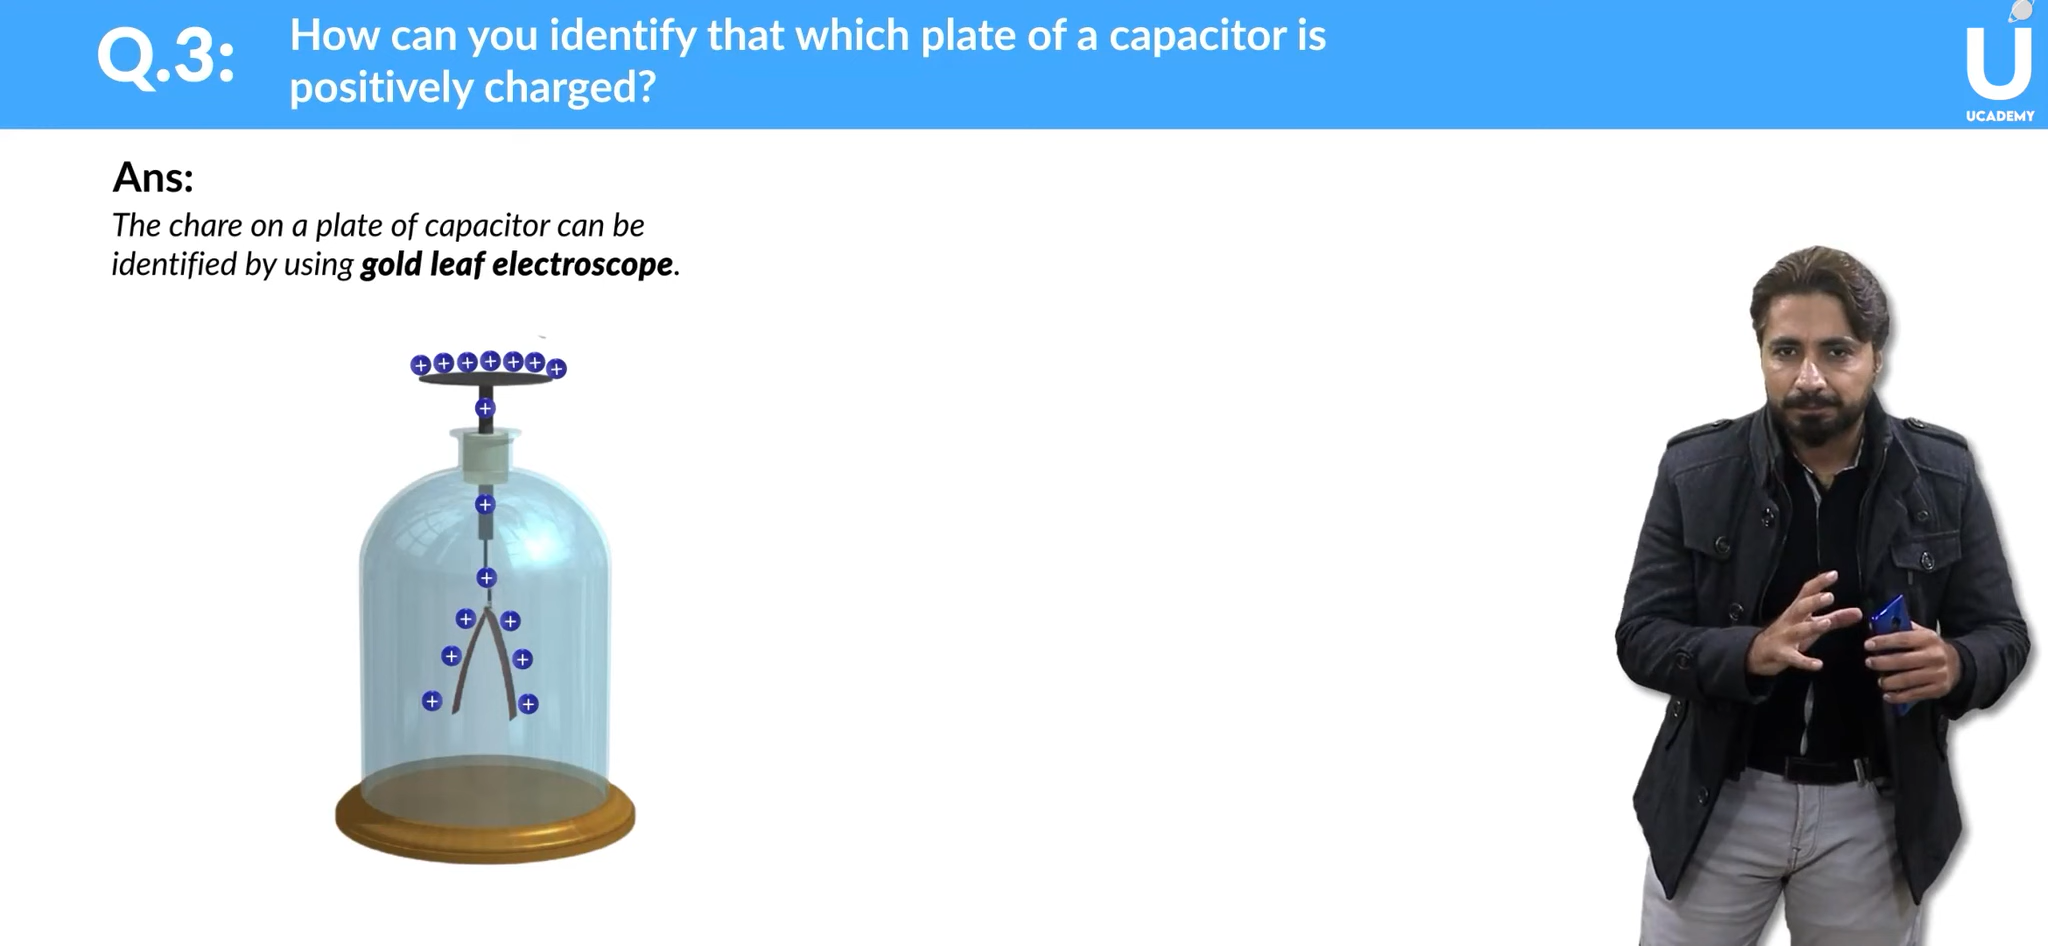 Q.3:
How can you identify that which plate of a capacitor is
positively charged?
U
UCADEMY
Ans:
The chare on a plate of capacitor can be
identified by using gold leaf electroscope.
+ + + + + + +
+
+
+
+ +
+ +
+ +